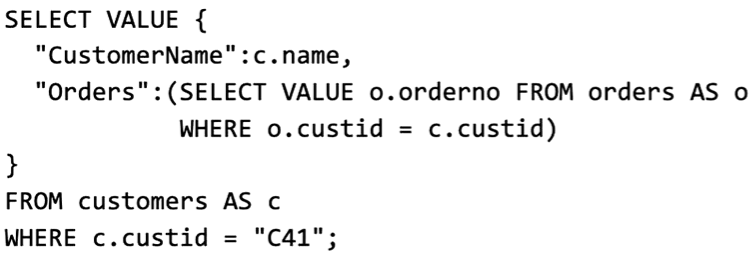 SELECT VALUE {
  "CustomerName":c.name,
  "Orders":(SELECT VALUE o.orderno FROM orders AS o
            WHERE o.custid = c.custid)
}
FROM customers AS c
WHERE c.custid = "C41";